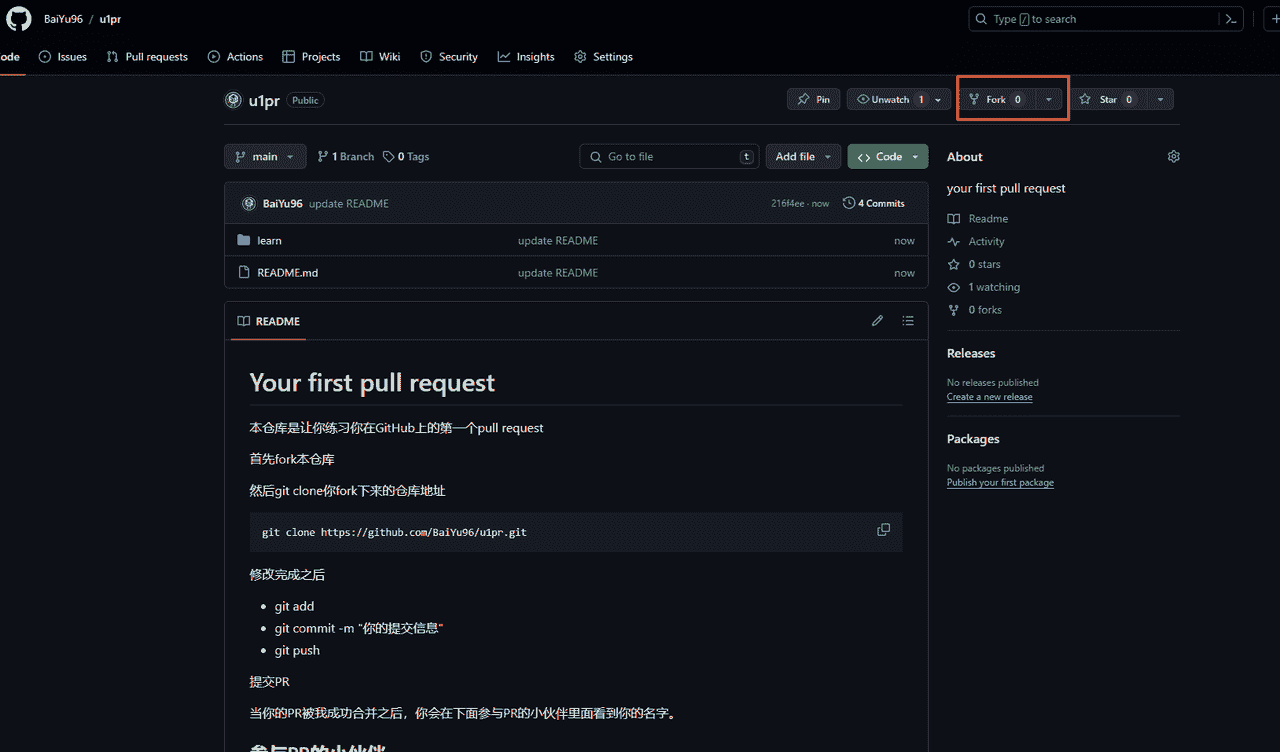 BaiYu96 / u1pr
Type / to search
ode Issues Pull requests Actions Projects Wiki Security Insights Settings
u1pr Public
Pin Unwatch 1 Fork 0 Star 0
main 1 Branch 0 Tags Go to file t Add file Code
BaiYu96 update README 216f4ee · now 4 Commits
learn update README now
README.md update README now
README
Your first pull request
本仓库是让你练习你在GitHub上的第一个pull request
首先fork本仓库
然后git clone你fork下来的仓库地址
git clone https://github.com/BaiYu96/u1pr.git
修改完成之后
git add
git commit -m "你的提交信息"
git push
提交PR
当你的PR被我成功合并之后，你会在下面参与PR的小伙伴里面看到你的名字。
参与PR的小伙伴
About
your first pull request
Readme
Activity
0 stars
1 watching
0 forks
Releases
No releases published
Create a new release
Packages
No packages published
Publish your first package